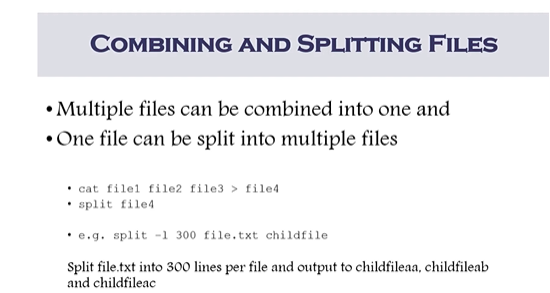 COMBINING AND SPLITTING FILES
• Multiple files can be combined into one and
• One file can be split into multiple files
• cat file1 file2 file3 > file4
• split file4
• e.g. split -l 300 file.txt childfile
Split file.txt into 300 lines per file and output to childfileaa, childfileab
and childfileac